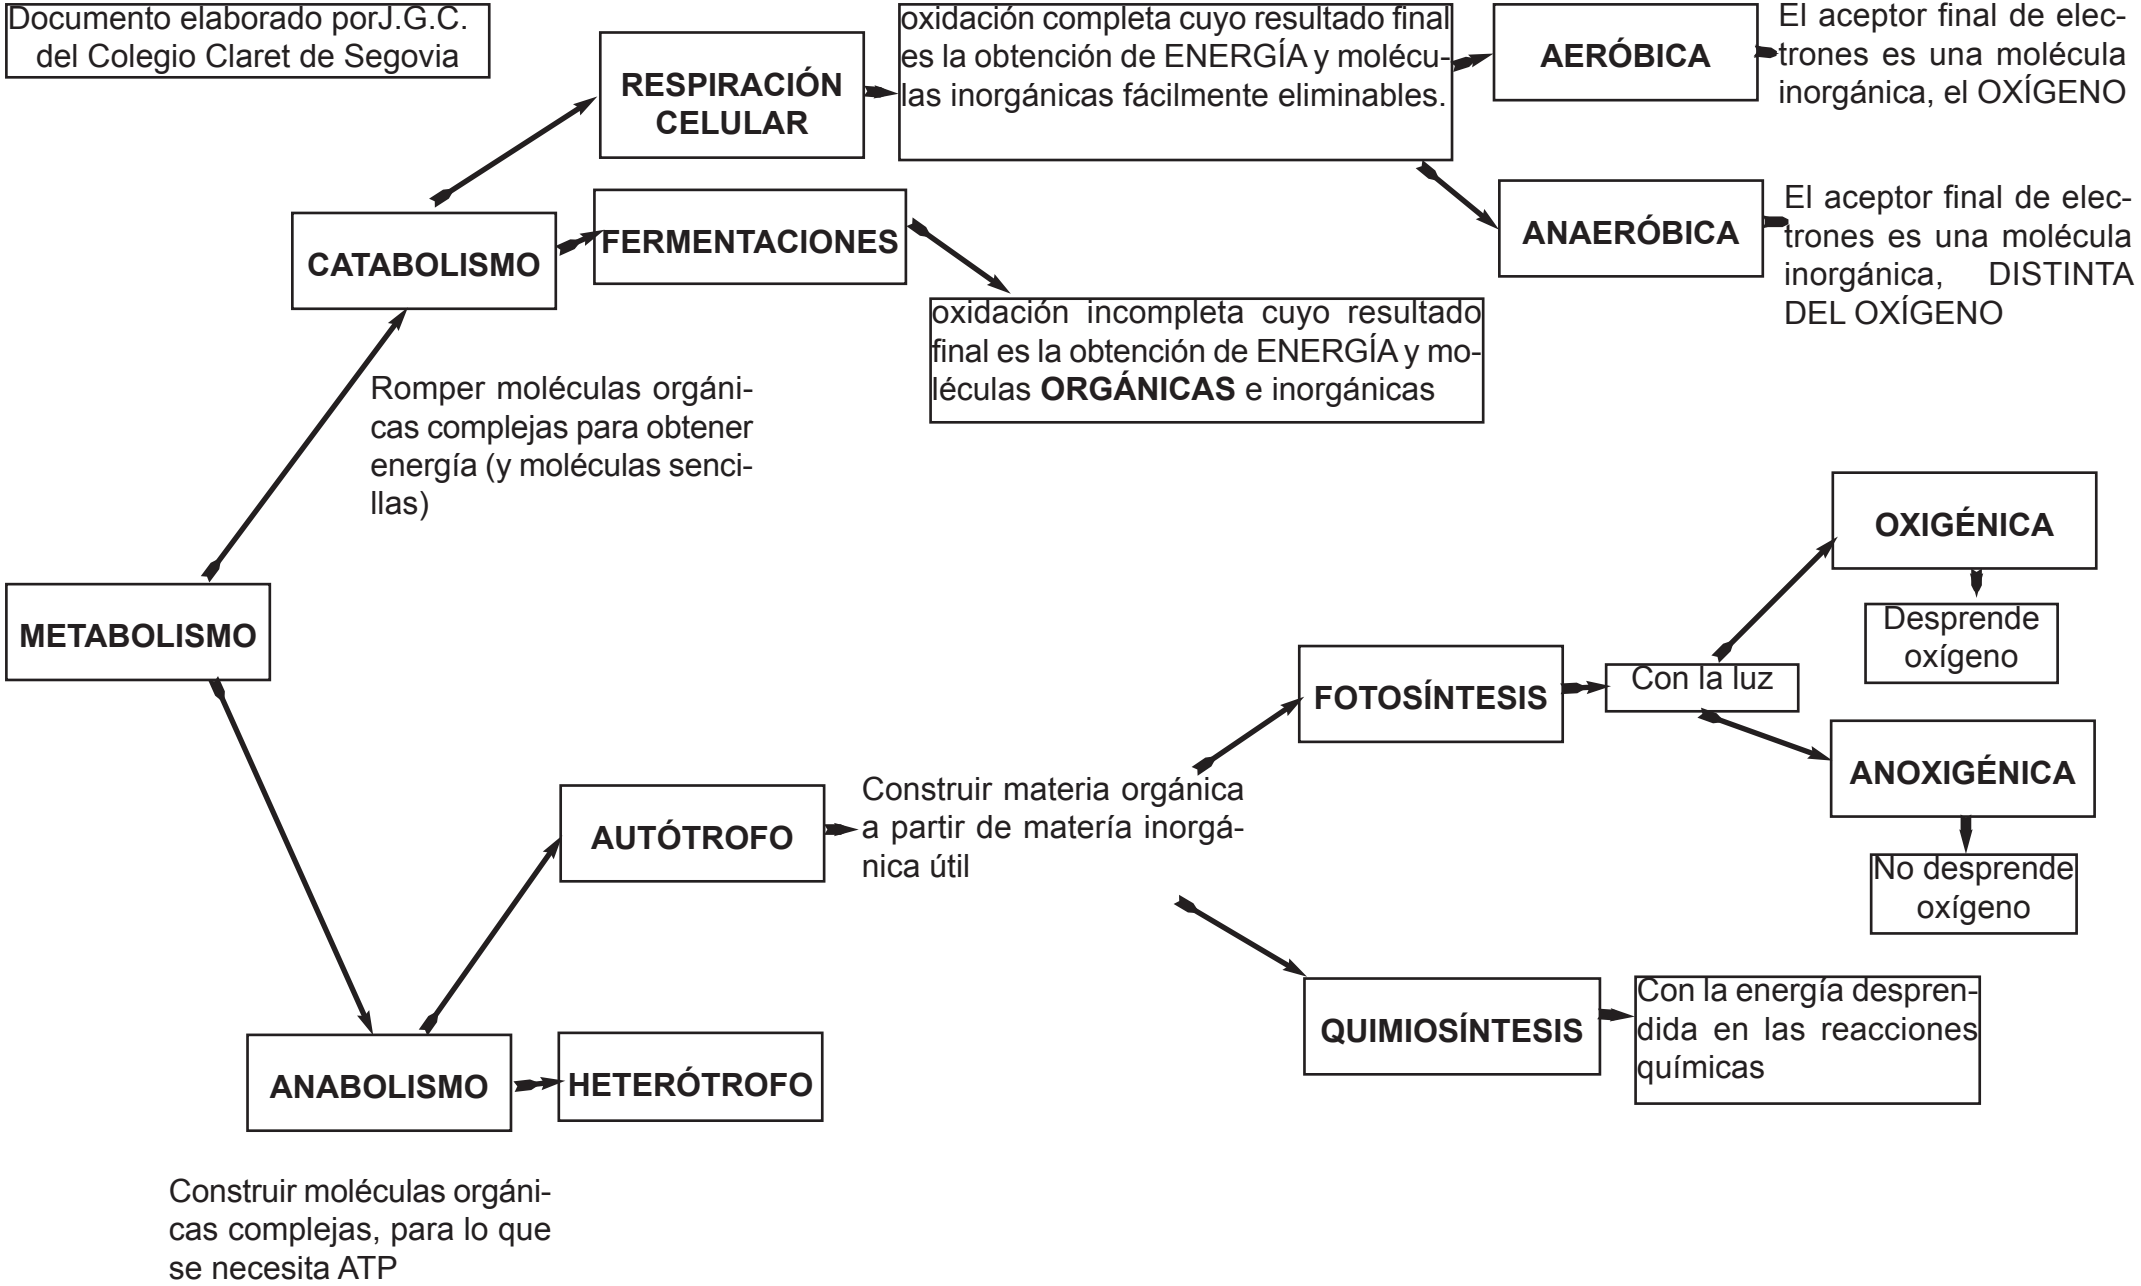 Documento elaborado porJ.G.C.
del Colegio Claret de Segovia
RESPIRACIÓN
CELULAR
oxidación completa cuyo resultado final
es la obtención de ENERGÍA y molécu-
las inorgánicas fácilmente eliminables.
AERÓBICA
El aceptor final de elec-
trones es una molécula
inorgánica, el OXÍGENO
ANAERÓBICA
El aceptor final de elec-
trones es una molécula
inorgánica, DISTINTA
DEL OXÍGENO
CATABOLISMO
FERMENTACIONES
oxidación incompleta cuyo resultado
final es la obtención de ENERGÍA y mo-
léculas ORGÁNICAS e inorgánicas
Romper moléculas orgáni-
cas complejas para obtener
energía (y moléculas senci-
llas)
METABOLISMO
OXIGÉNICA
Desprende
oxígeno
FOTOSÍNTESIS
Con la luz
ANOXIGÉNICA
No desprende
oxígeno
AUTÓTROFO
Construir materia orgánica
a partir de matería inorgá-
nica útil
QUIMIOSÍNTESIS
Con la energía despren-
dida en las reacciones
químicas
ANABOLISMO
HETERÓTROFO
Construir moléculas orgáni-
cas complejas, para lo que
se necesita ATP